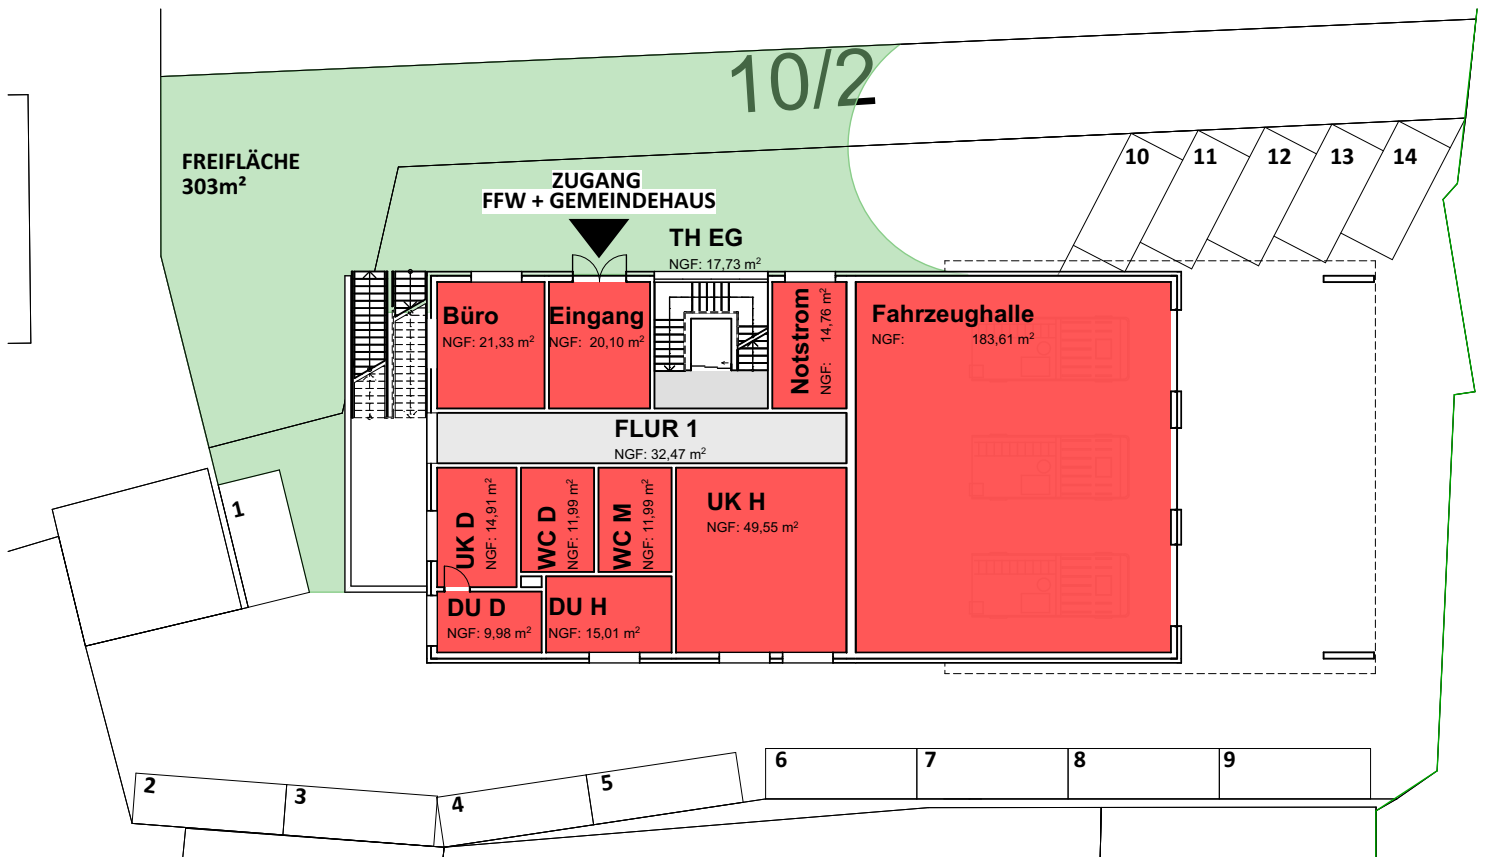 10/2
FREIFLÄCHE
303m²
ZUGANG
FFW + GEMEINDEHAUS
10
11
12
13
14
TH EG
NGF: 17,73 m²
Büro
NGF: 21,33 m²
Eingang
NGF: 20,10 m²
Notstrom
NGF: 14,76 m²
Fahrzeughalle
NGF: 183,61 m²
FLUR 1
NGF: 32,47 m²
UK D
NGF: 14,91 m²
WC D
NGF: 11,99 m²
WC M
NGF: 11,99 m²
UK H
NGF: 49,55 m²
1
DU D
NGF: 9,98 m²
DU H
NGF: 15,01 m²
2
3
4
5
6
7
8
9